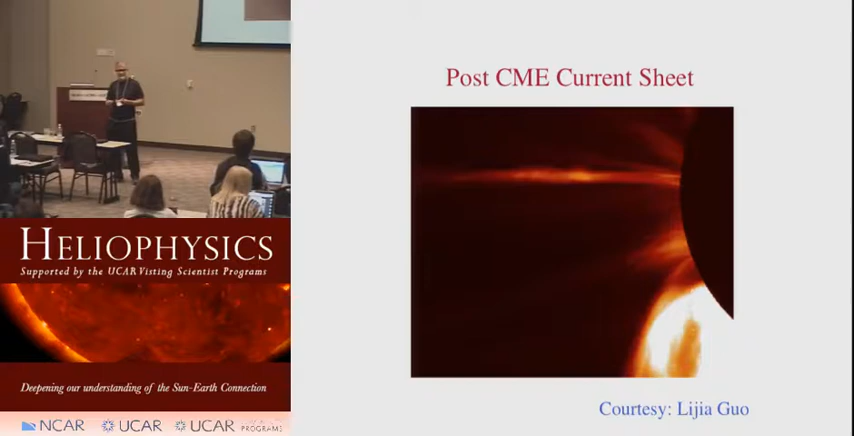 HELIOPHYSICS
Supported by the UCAR Visting Scientist Programs
Deepening our understanding of the Sun-Earth Connection
NCAR UCAR UCAR PROGRAMS
Post CME Current Sheet
Courtesy: Lijia Guo